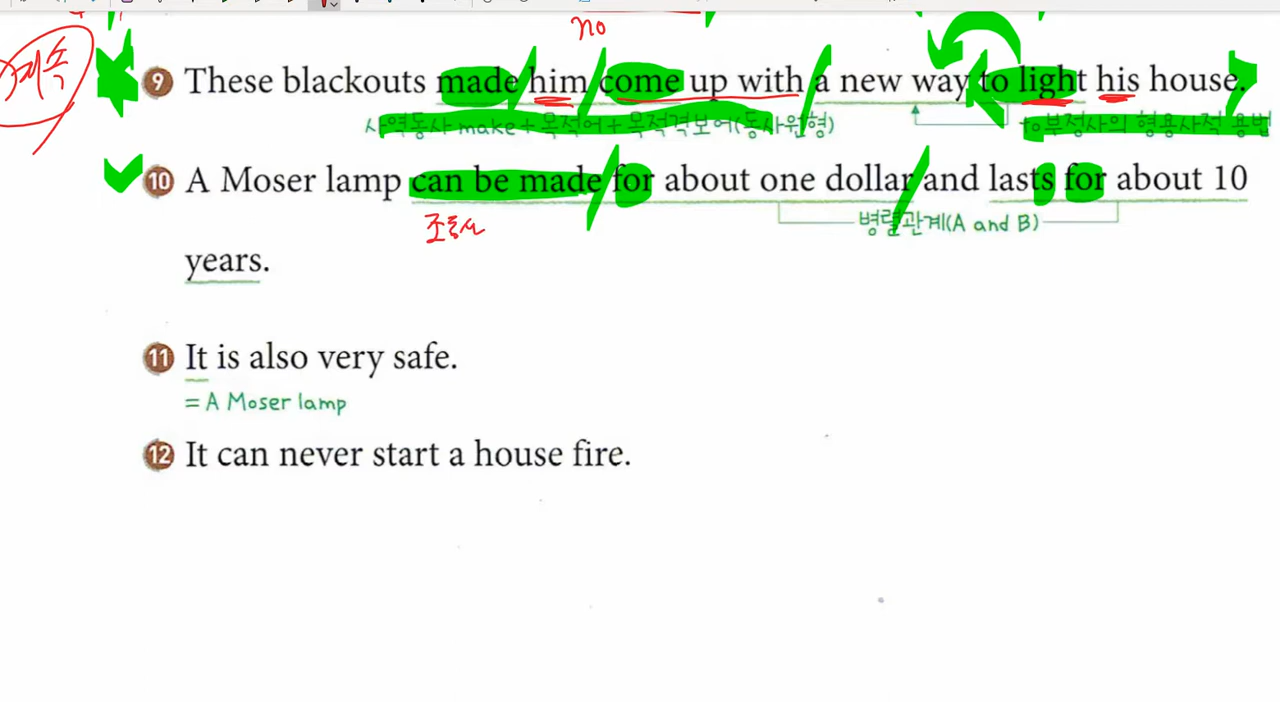 no
계속
9 These blackouts made him come up with a new way to light his house.
사역동사 make + 목적어 + 목적격보어(동사원형) to부정사의 형용사적 용법
10 A Moser lamp can be made for about one dollar and lasts for about 10
조동사 병렬관계(A and B)
years.
11 It is also very safe.
= A Moser lamp
12 It can never start a house fire.